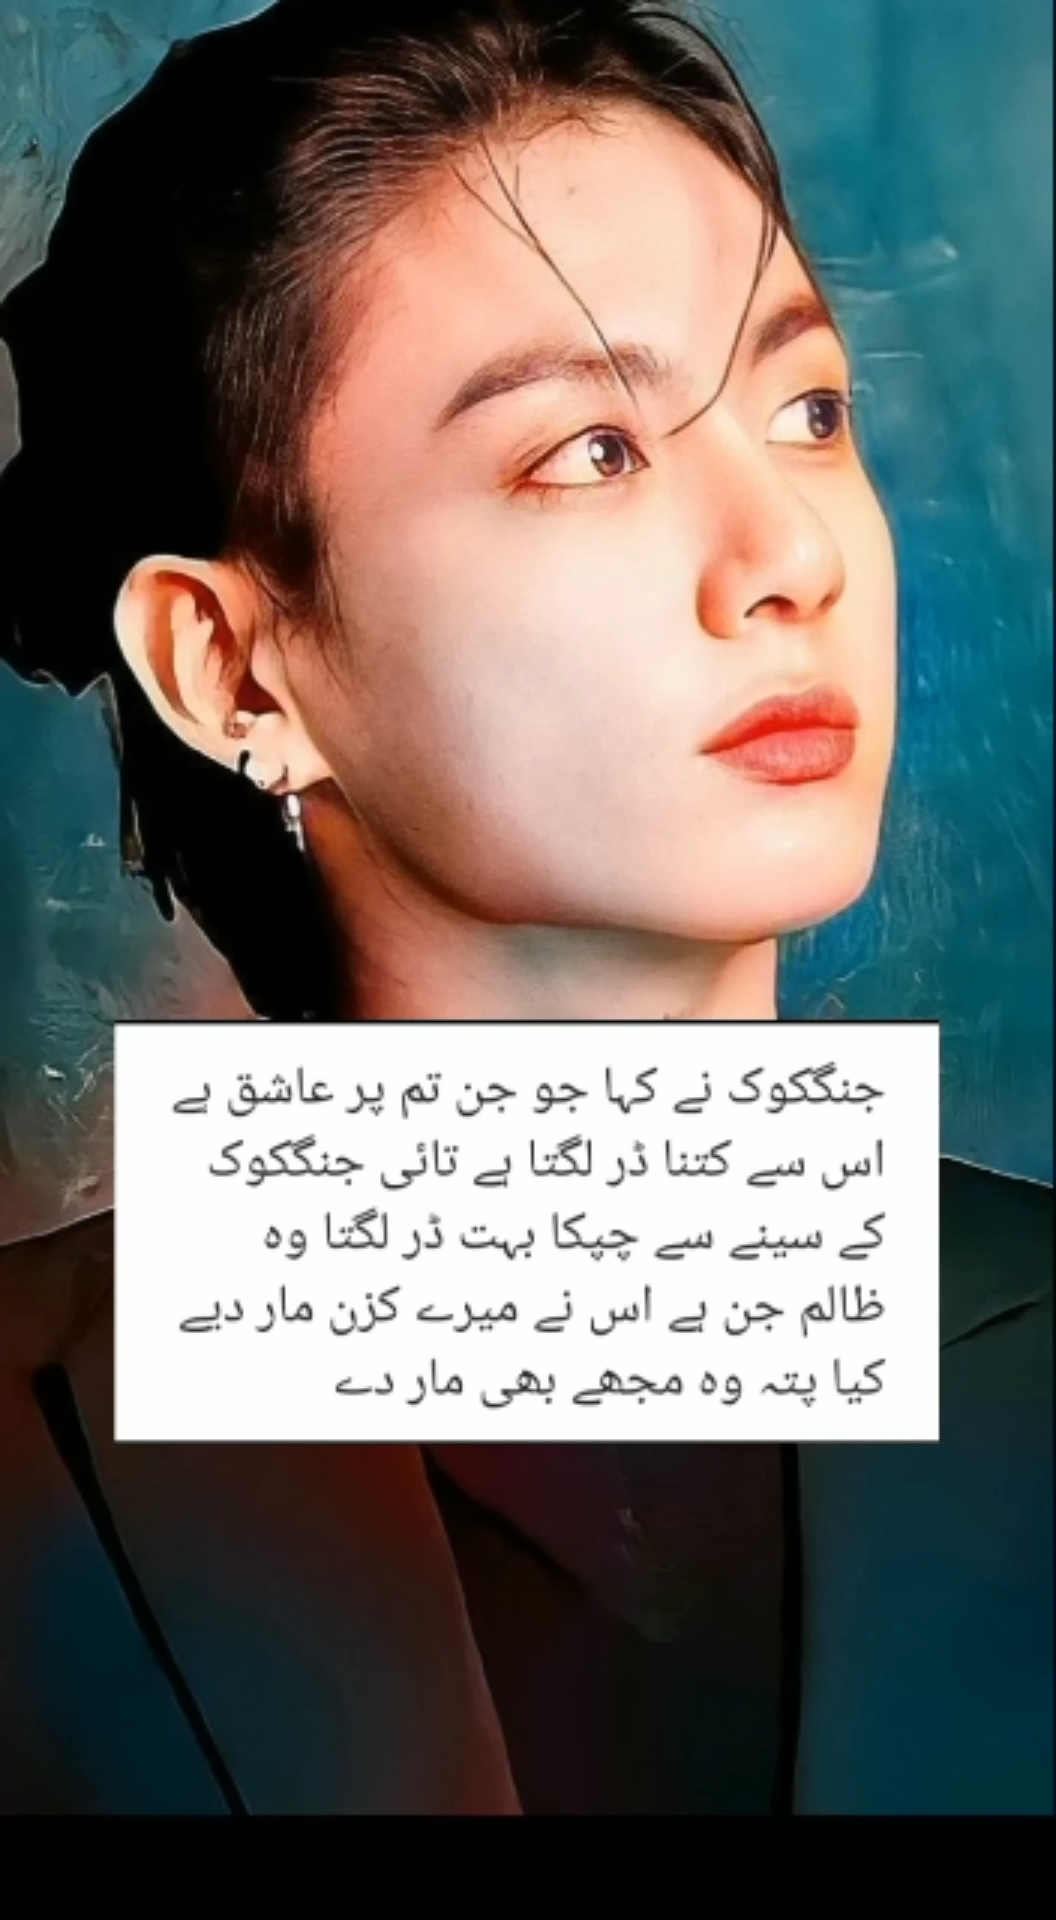 جنگکوک نے کہا جو جن تم پر عاشق ہے
اس سے کتنا ڈر لگتا ہے تائی جنگکوک
کے سینے سے چپکا بہت ڈر لگتا وہ
ظالم جن ہے اس نے میرے کزن مار دیے
کیا پتہ وہ مجھے بھی مار دے